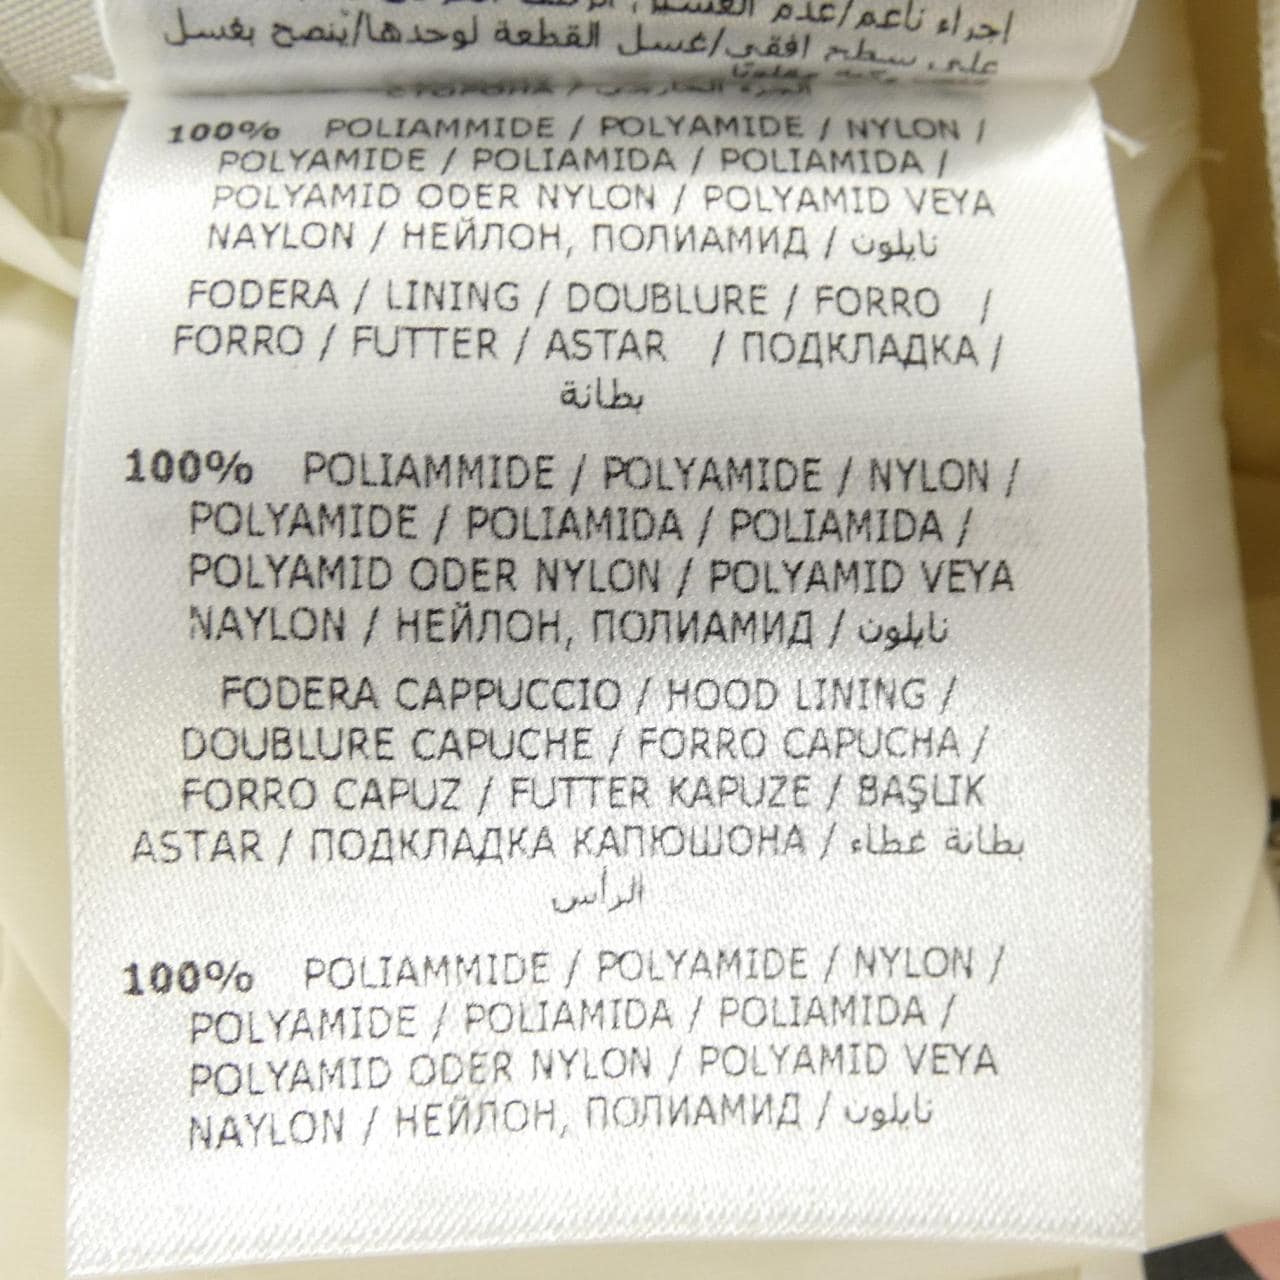 إجراء ناعم/عدم
على سطح افقي/غسل القطعة لوحدها/يُنصح بغسل
100% POLIAMMIDE / POLYAMIDE / NYLON /
POLYAMIDE / POLIAMIDA / POLIAMIDA /
POLYAMID ODER NYLON / POLYAMID VEYA
NAYLON / НЕЙЛОН, ПОЛИАМИД / نايلون
FODERA / LINING / DOUBLURE / FORRO /
FORRO / FUTTER / ASTAR / ПОДКЛАДКА /
بطانة
100% POLIAMMIDE / POLYAMIDE / NYLON /
POLYAMIDE / POLIAMIDA / POLIAMIDA /
POLYAMID ODER NYLON / POLYAMID VEYA
NAYLON / НЕЙЛОН, ПОЛИАМИД / نايلون
FODERA CAPPUCCIO / HOOD LINING /
DOUBLURE CAPUCHE / FORRO CAPUCHA /
FORRO CAPUZ / FUTTER KAPUZE / BAŞLIK
ASTAR / ПОДКЛАДКА КАПЮШОНА / بطانة غطاء
الرأس
100% POLIAMMIDE / POLYAMIDE / NYLON /
POLYAMIDE / POLIAMIDA / POLIAMIDA /
POLYAMID ODER NYLON / POLYAMID VEYA
NAYLON / НЕЙЛОН, ПОЛИАМИД / نايلون